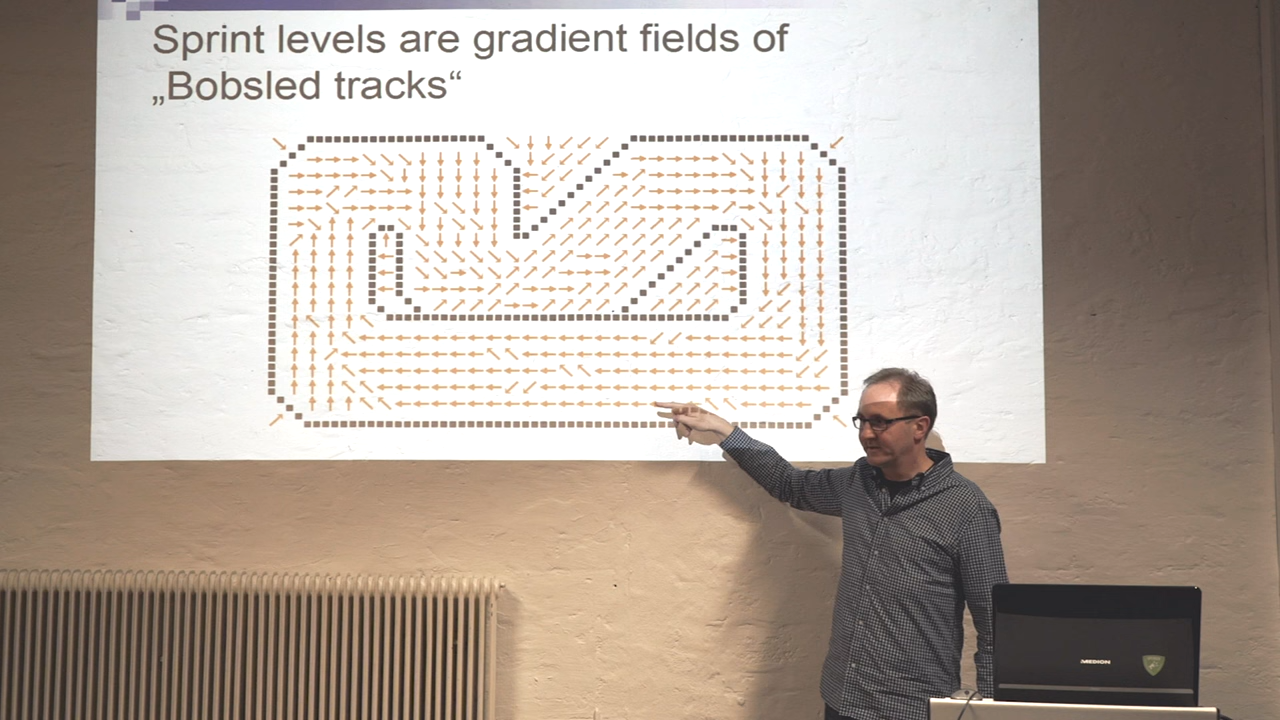 Sprint levels are gradient fields of
„Bobsled tracks“
MEDION